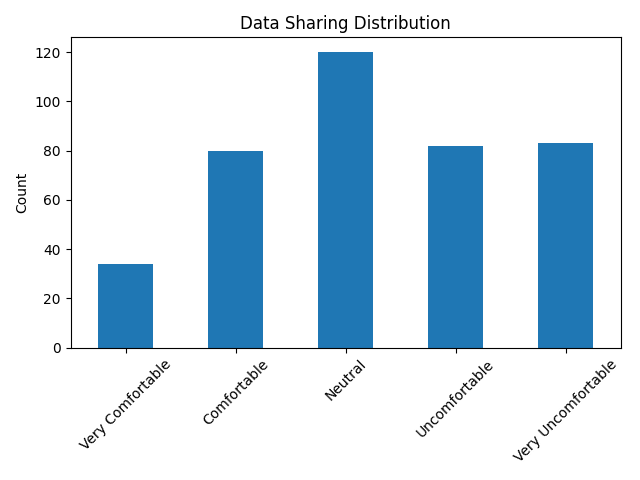 Data Sharing Distribution
Count
120
100
80
60
40
20
0
Very Comfortable
Comfortable
Neutral
Uncomfortable
Very Uncomfortable